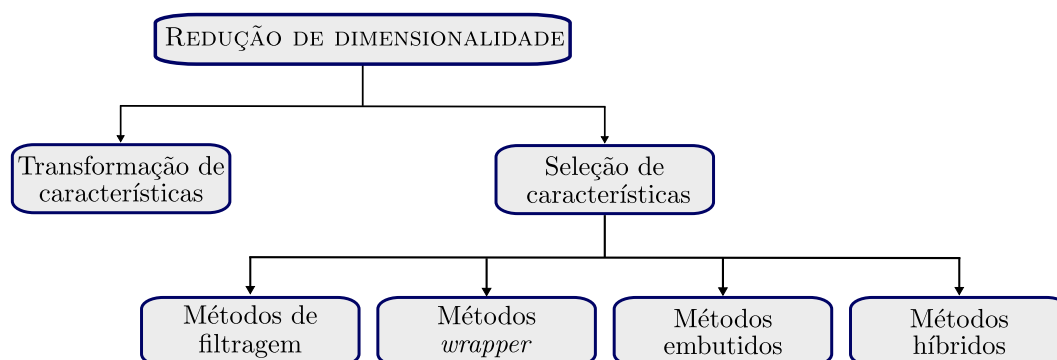 REDUÇÃO DE DIMENSIONALIDADE
Transformação de
características
Seleção de
características
Métodos de
filtragem
Métodos
wrapper
Métodos
embutidos
Métodos
híbridos